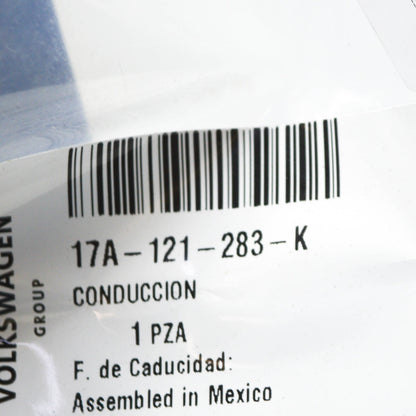 VOLKSWAGEN
GROUP
17A-121-283-K
CONDUCCION
1 PZA
F. de Caducidad:
Assembled in Mexico